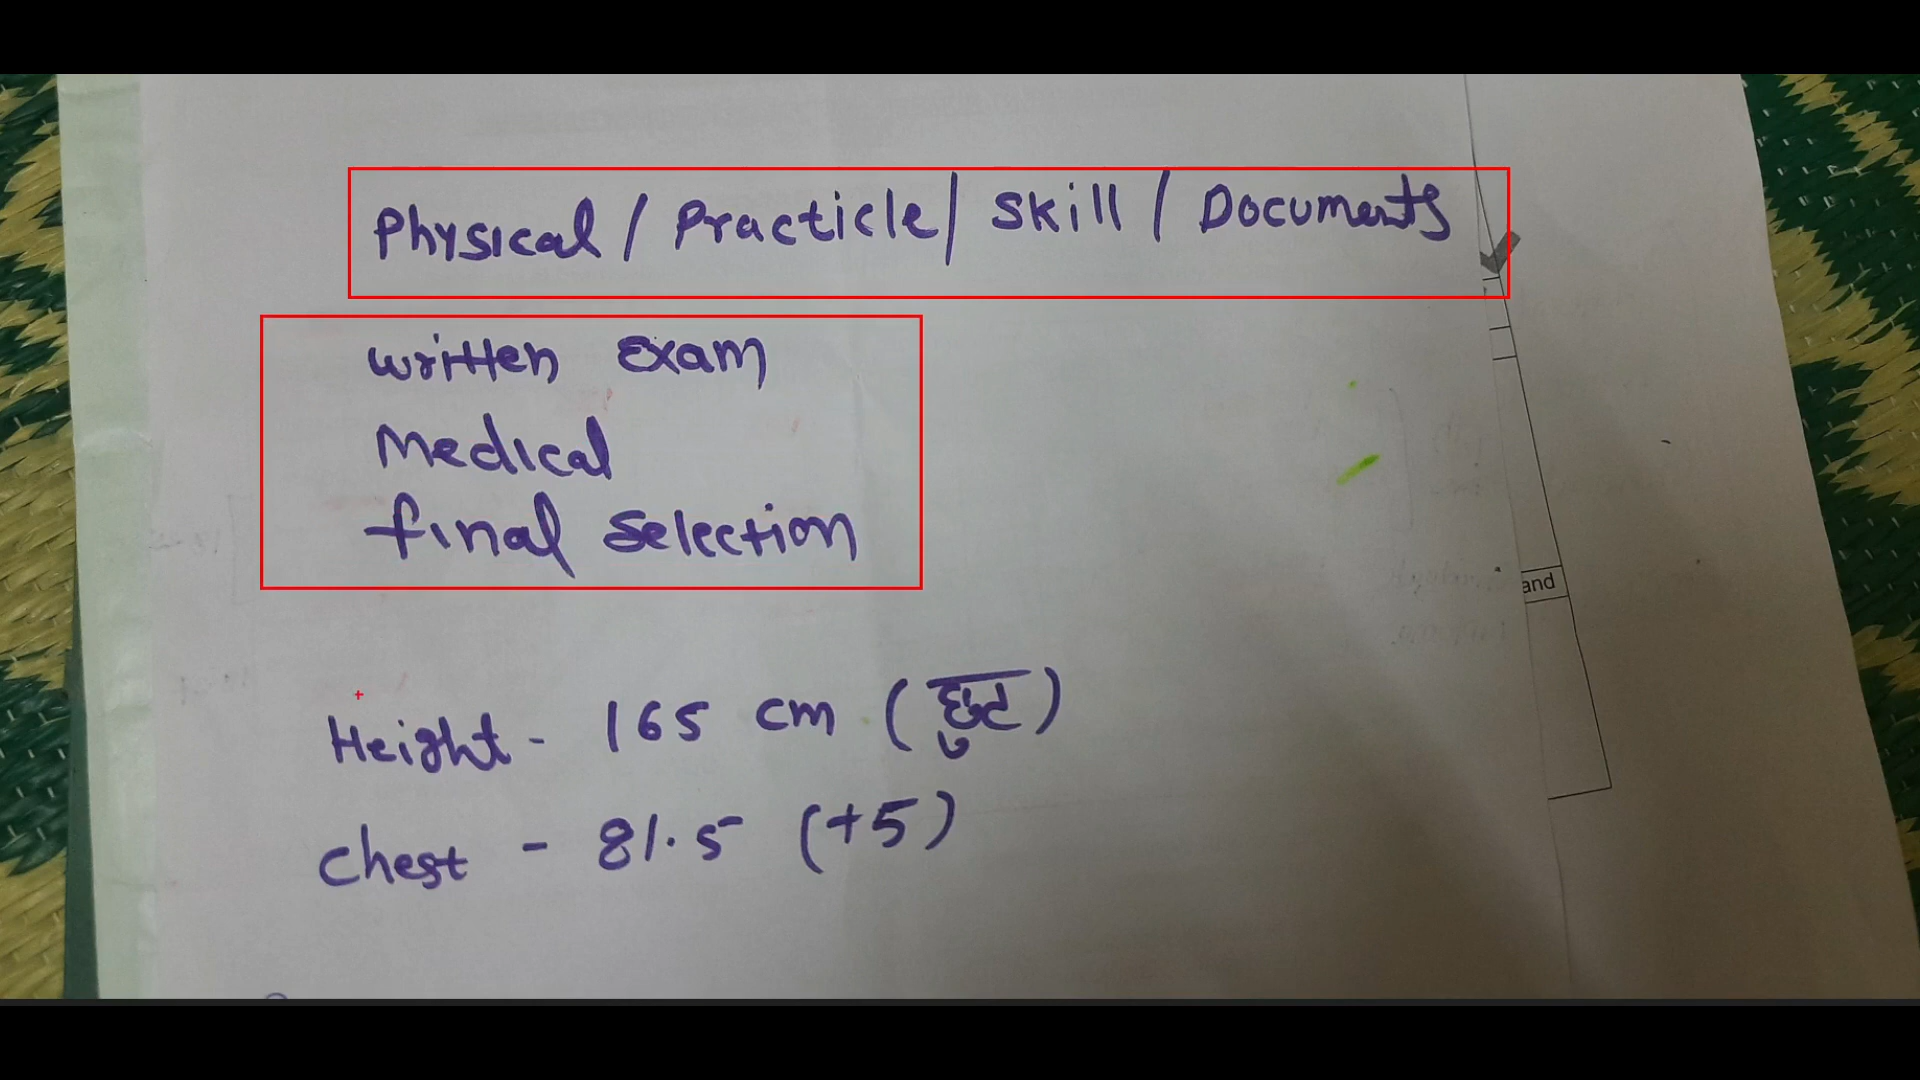 Physical / Practicle / Skill / Documents
written Exam
Medical
final Selection
and
Height - 165 cm (छुट)
Chest - 81.5 (+5)